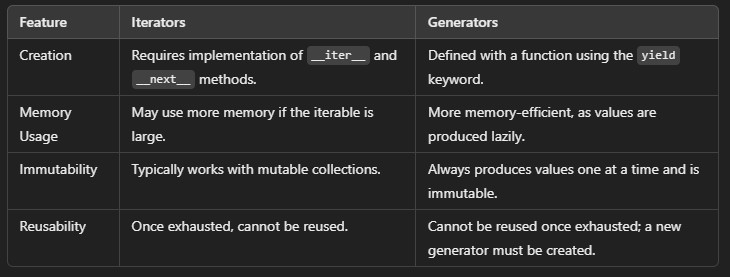 Feature Iterators Generators
Creation Requires implementation of __iter__ and Defined with a function using the yield
__next__ methods. keyword.
Memory May use more memory if the iterable is More memory-efficient, as values are
Usage large. produced lazily.
Immutability Typically works with mutable collections. Always produces values one at a time and is
immutable.
Reusability Once exhausted, cannot be reused. Cannot be reused once exhausted; a new
generator must be created.